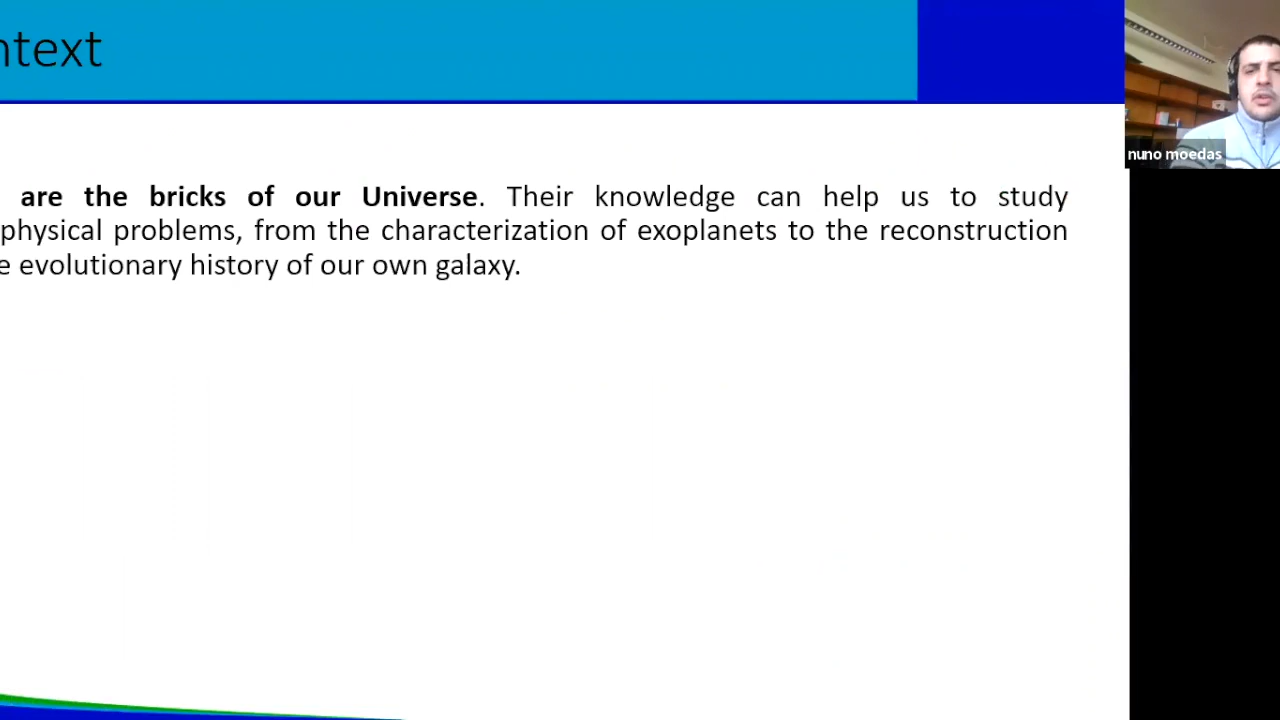 ntext
nuno moedas
are the bricks of our Universe. Their knowledge can help us to study
physical problems, from the characterization of exoplanets to the reconstruction
e evolutionary history of our own galaxy.